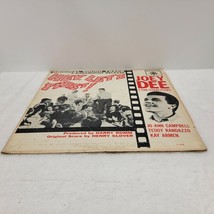 HEY, LET'S
TWIST!
JOEY
DEE
JO-ANN CAMPBELL
TEDDY RANDAZZO
KAY ARMEN
Produced by HARRY ROMM
Original Score by HENRY GLOVER